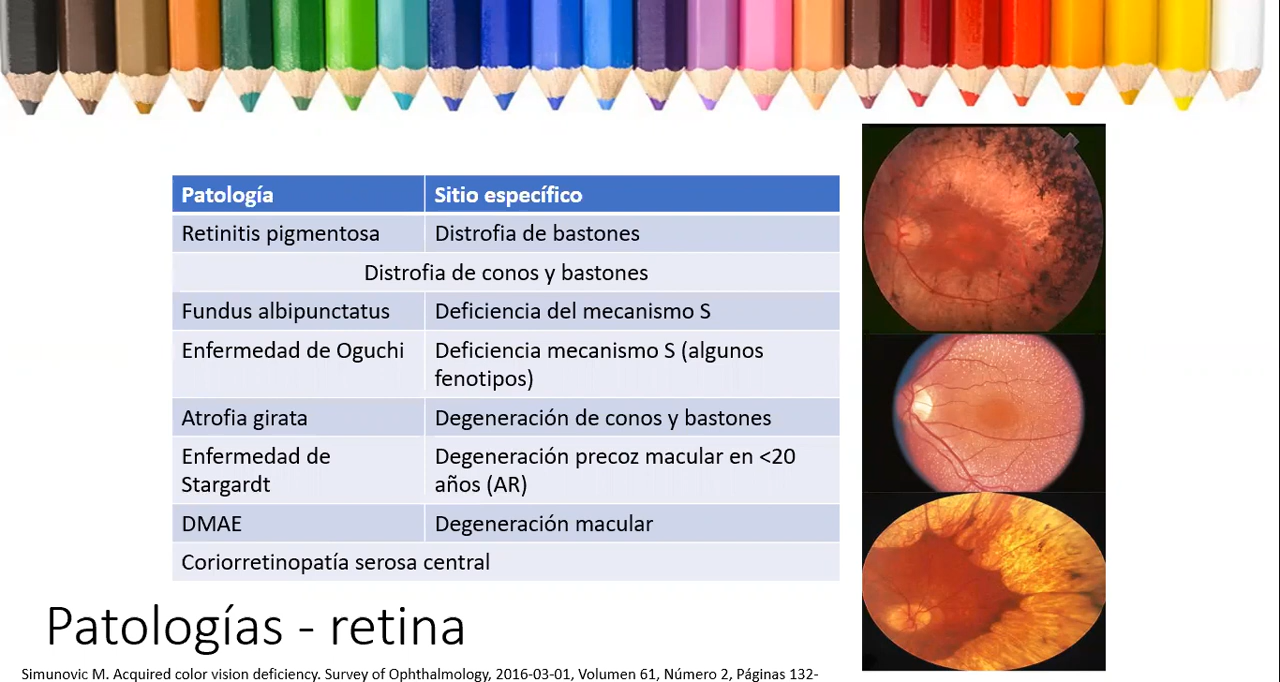 Patología Sitio específico
Retinitis pigmentosa Distrofia de bastones
Distrofia de conos y bastones
Fundus albipunctatus Deficiencia del mecanismo S
Enfermedad de Oguchi Deficiencia mecanismo S (algunos
fenotipos)
Atrofia girata Degeneración de conos y bastones
Enfermedad de Degeneración precoz macular en <20
Stargardt años (AR)
DMAE Degeneración macular
Coriorretinopatía serosa central
Patologías - retina
Simunovic M. Acquired color vision deficiency. Survey of Ophthalmology, 2016-03-01, Volumen 61, Número 2, Páginas 132-